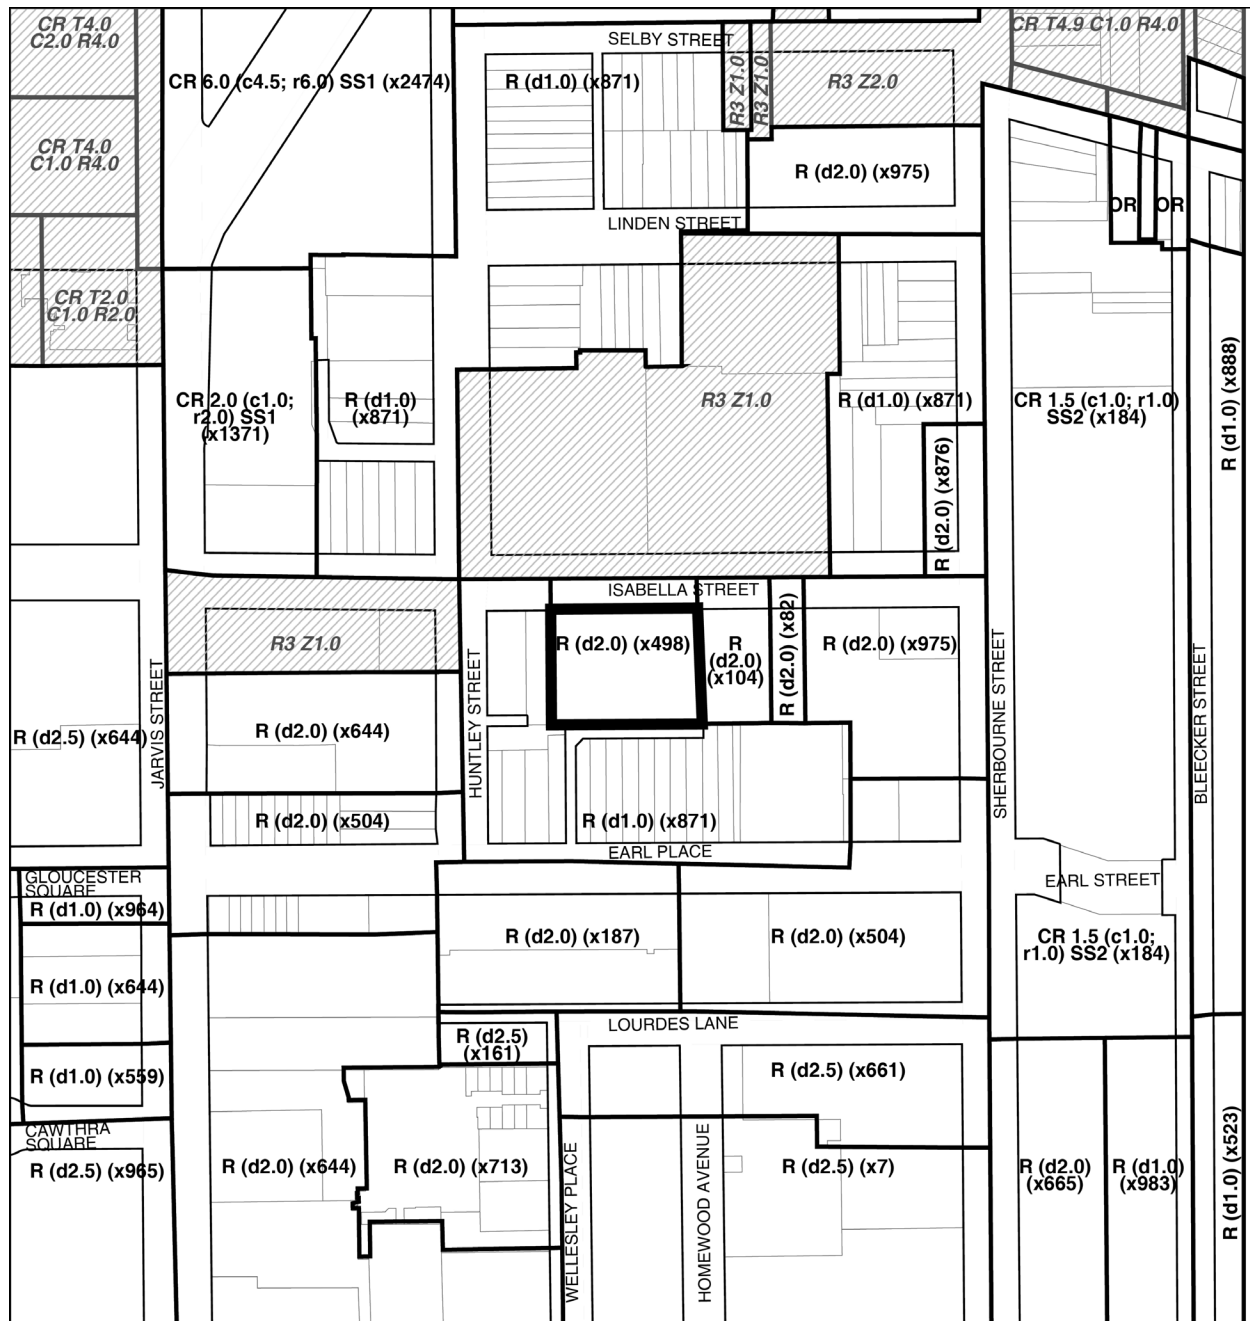 CR T4.0
C2.0 R4.0
SELBY STREET
CR T4.9 C1.0 R4.0
CR 6.0 (c4.5; r6.0) SS1 (x2474)
R (d1.0) (x871)
R3 Z1.0
R3 Z1.0
R3 Z2.0
CR T4.0
C1.0 R4.0
R (d2.0) (x975)
OR
OR
LINDEN STREET
CR T2.0
C1.0 R2.0
R (d1.0) (x888)
CR 2.0 (c1.0;
r2.0) SS1
(x1371)
R (d1.0)
(x871)
R3 Z1.0
R (d1.0) (x871)
CR 1.5 (c1.0; r1.0)
SS2 (x184)
R (d2.0) (x876)
ISABELLA STREET
R3 Z1.0
R (d2.0) (x498)
R
(d2.0)
(x104)
R (d2.0) (x82)
R (d2.0) (x975)
JARVIS STREET
HUNTLEY STREET
SHERBOURNE STREET
BLEECKER STREET
R (d2.5) (x644)
R (d2.0) (x644)
R (d2.0) (x504)
R (d1.0) (x871)
EARL PLACE
GLOUCESTER
SQUARE
EARL STREET
R (d1.0) (x964)
R (d2.0) (x187)
R (d2.0) (x504)
CR 1.5 (c1.0;
r1.0) SS2 (x184)
R (d1.0) (x644)
LOURDES LANE
R (d2.5)
(x161)
R (d1.0) (x559)
R (d2.5) (x661)
CAWTHRA
SQUARE
R (d2.5) (x965)
R (d2.0) (x644)
R (d2.0) (x713)
WELLESLEY PLACE
HOMEWOOD AVENUE
R (d2.5) (x7)
R (d2.0)
(x665)
R (d1.0)
(x983)
R (d1.0) (x523)